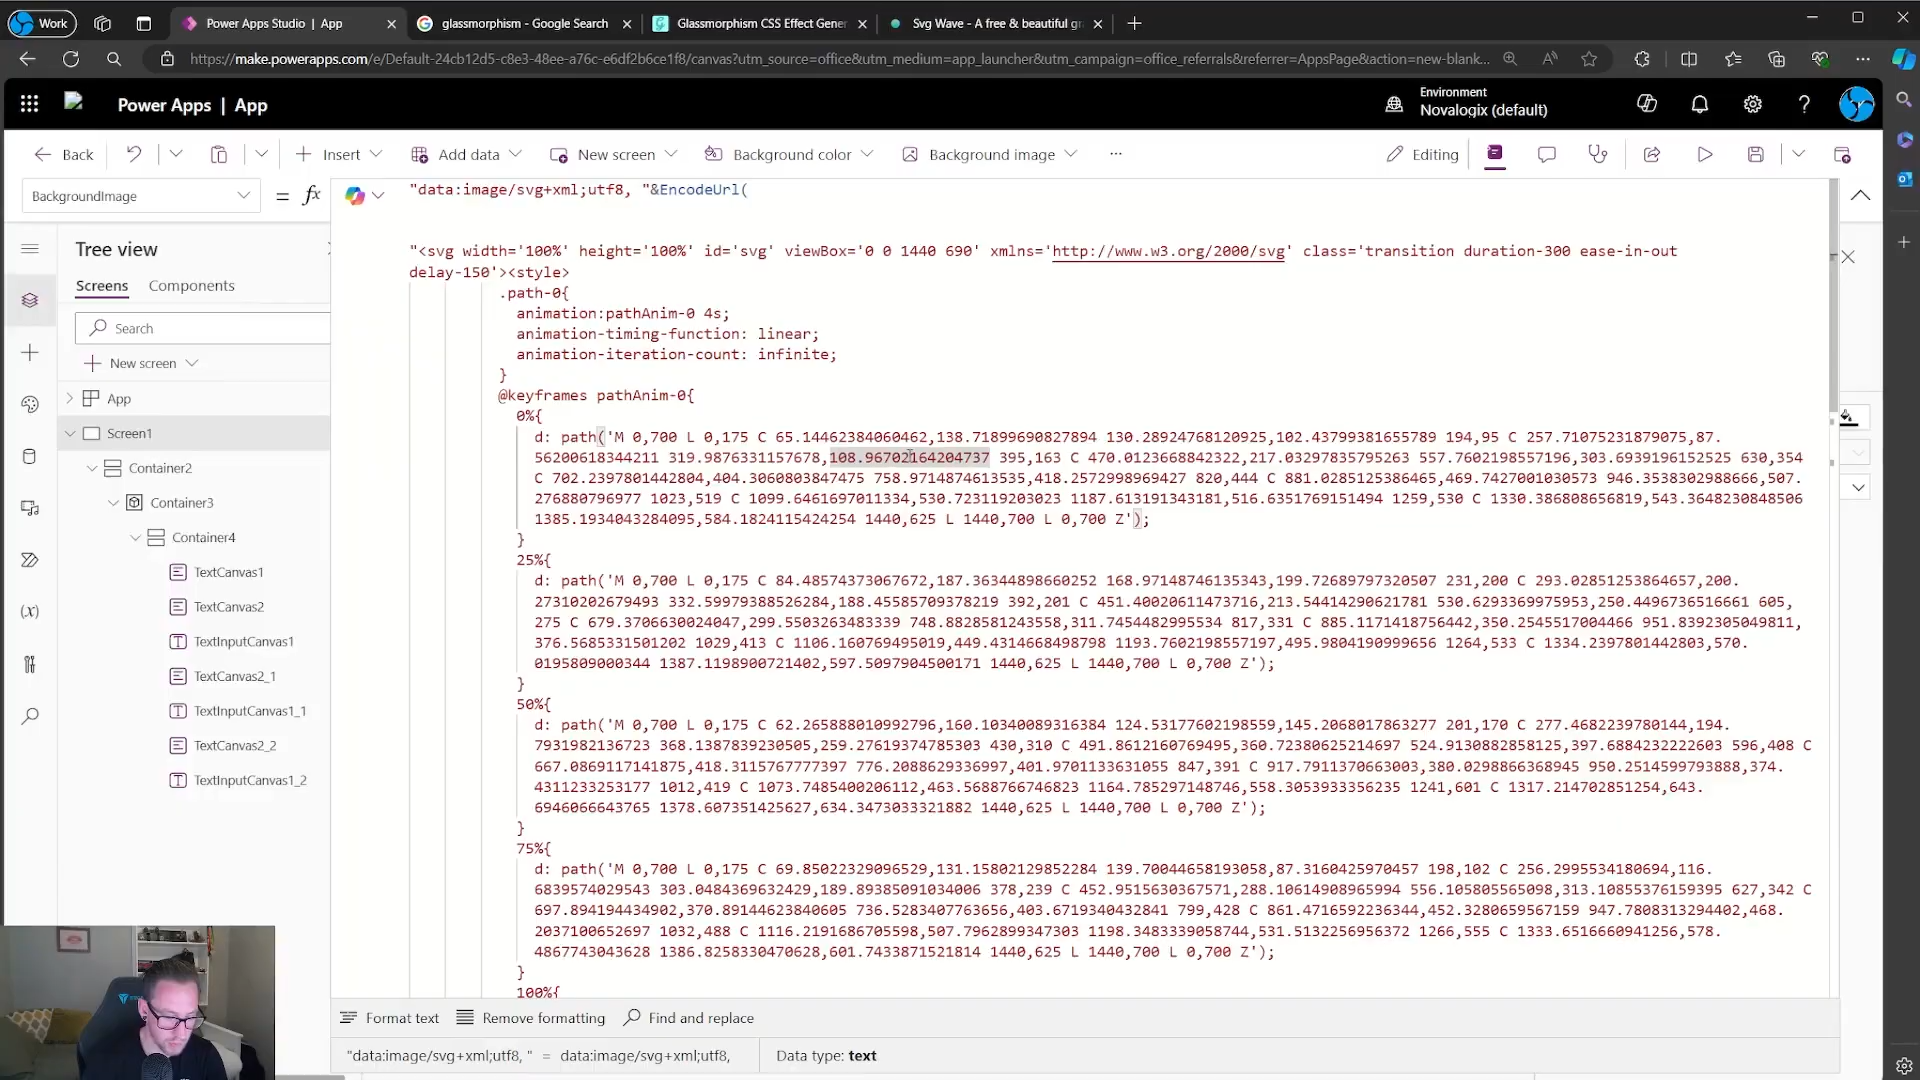 Work
Power Apps Studio | App
glassmorphism - Google Search
Glassmorphism CSS Effect Gener
Svg Wave - A free & beautiful gr
https://make.powerapps.com/e/Default-24cb12d5-c8e3-48ee-a76c-e6df2b6ce1f8/canvas?utm_source=office&utm_medium=app_launcher&utm_campaign=office_referrals&referrer=AppsPage&action=new-blank...
Power Apps | App
Environment
Novalogix (default)
Back
Insert
Add data
New screen
Background color
Background image
Editing
BackgroundImage
= fx
"data:image/svg+xml;utf8, "&EncodeUrl(
Tree view
Screens
Components
Search
New screen
App
Screen1
Container2
Container3
Container4
TextCanvas1
TextCanvas2
TextInputCanvas1
TextCanvas2_1
TextInputCanvas1_1
TextCanvas2_2
TextInputCanvas1_2
"<svg width='100%' height='100%' id='svg' viewBox='0 0 1440 690' xmlns='http://www.w3.org/2000/svg' class='transition duration-300 ease-in-out
delay-150'><style>
.path-0{
animation:pathAnim-0 4s;
animation-timing-function: linear;
animation-iteration-count: infinite;
}
@keyframes pathAnim-0{
0%{
d: path('M 0,700 L 0,175 C 65.14462384060462,138.71899690827894 130.28924768120925,102.43799381655789 194,95 C 257.71075231879075,87.
56200618344211 319.9876331157678,108.96702164204737 395,163 C 470.0123668842322,217.03297835795263 557.7602198557196,303.6939196152525 630,354
C 702.2397801442804,404.3060803847475 758.9714874613535,418.2572998969427 820,444 C 881.0285125386465,469.7427001030573 946.3538302988666,507.
2768807​96977 1023,519 C 1099.6461697011334,530.723119203023 1187.613191343181,516.6351769151494 1259,530 C 1330.386808656819,543.3648230848506
1385.1934043284095,584.1824115424254 1440,625 L 1440,700 L 0,700 Z');
}
25%{
d: path('M 0,700 L 0,175 C 84.48574373067672,187.36344898660252 168.97148746135343,199.72689797320507 231,200 C 293.02851253864657,200.
27310202679493 332.59979388526284,188.45585709378219 392,201 C 451.40020611473716,213.54414290621781 530.6293369975953,250.4496736516661 605,
275 C 679.3706630024047,299.5503263483339 748.8828581243558,311.7454482995534 817,331 C 885.1171418756442,350.2545517004466 951.8392305049811,
376.5685331501202 1029,413 C 1106.160769495019,449.4314668498798 1193.7602198557197,495.9804190999656 1264,533 C 1334.2397801442803,570.
0195809000344 1387.1198900721402,597.5097904500171 1440,625 L 1440,700 L 0,700 Z');
}
50%{
d: path('M 0,700 L 0,175 C 62.265888010992796,160.10340089316384 124.53177602198559,145.2068017863277 201,170 C 277.4682239780144,194.
7931982136723 368.1387839230505,259.27619374785303 430,310 C 491.8612160769495,360.72380625214697 524.9130882858125,397.6884232222603 596,408 C
667.0869117141875,418.3115767777397 776.2088629336997,401.9701133631055 847,391 C 917.7911370663003,380.0298866368945 950.2514599793888,374.
4311233253177 1012,419 C 1073.7485400206112,463.5688766746823 1164.785297148746,558.3053933356235 1241,601 C 1317.214702851254,643.
6946066643765 1378.607351425627,634.3473033321882 1440,625 L 1440,700 L 0,700 Z');
}
75%{
d: path('M 0,700 L 0,175 C 69.85022329096529,131.15802129852284 139.70044658193058,87.3160425970457 198,102 C 256.2995534180694,116.
6839574029543 303.0484369632429,189.89385091034006 378,239 C 452.9515630367571,288.10614908965994 556.105805565098,313.10855376159395 627,342 C
697.894194434902,370.89144623840605 736.5283407763656,403.6719340432841 799,428 C 861.4716592236344,452.3280659567159 947.7808313294402,468.
2037100652697 1032,488 C 1116.2191686705598,507.7962899347303 1198.3483339058744,531.5132256956372 1266,555 C 1333.6516660941256,578.
4867743043628 1386.8258330470628,601.7433871521814 1440,625 L 1440,700 L 0,700 Z');
}
100%{
Format text
Remove formatting
Find and replace
"data:image/svg+xml;utf8, " = data:image/svg+xml;utf8,
Data type: text